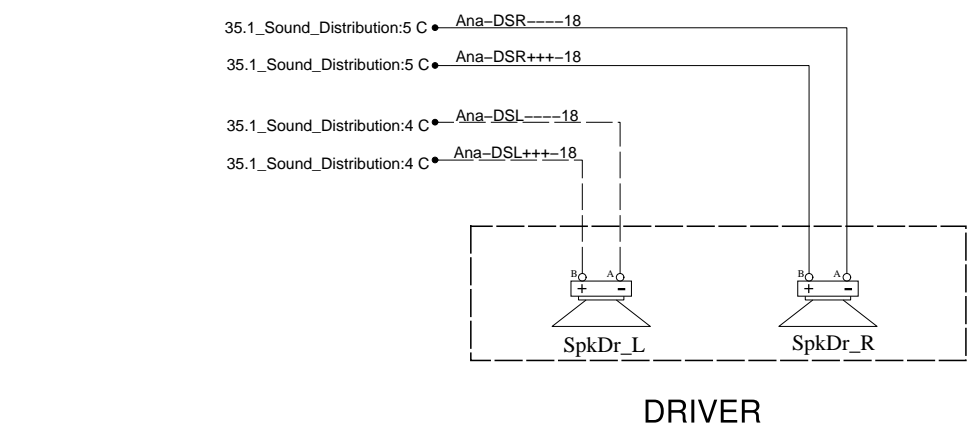 35.1_Sound_Distribution:5 C Ana-DSR----18
35.1_Sound_Distribution:5 C Ana-DSR+++-18
35.1_Sound_Distribution:4 C Ana-DSL----18
35.1_Sound_Distribution:4 C Ana-DSL+++-18
B A B A
+ - + -
SpkDr_L SpkDr_R
DRIVER